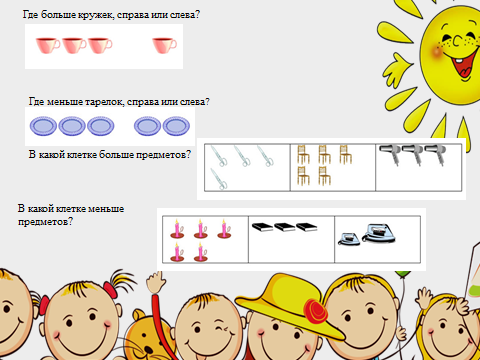 Где больше кружек, справа или слева?
Где меньше тарелок, справа или слева?
В какой клетке больше предметов?
В какой клетке меньше
предметов?